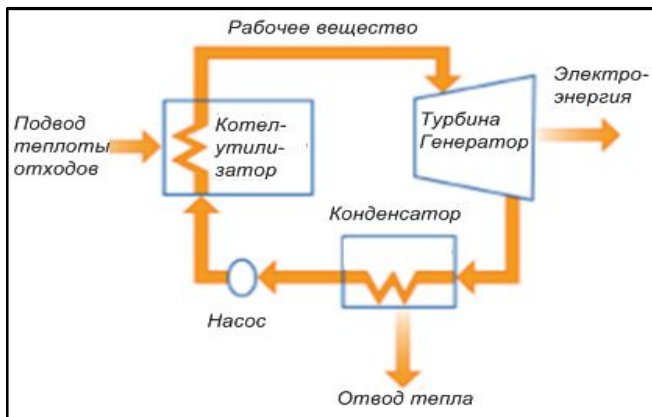 Рабочее вещество
Электро-
энергия
Подвод
теплоты
отходов
Котел-
утили-
затор
Турбина
Генератор
Конденсатор
Насос
Отвод тепла